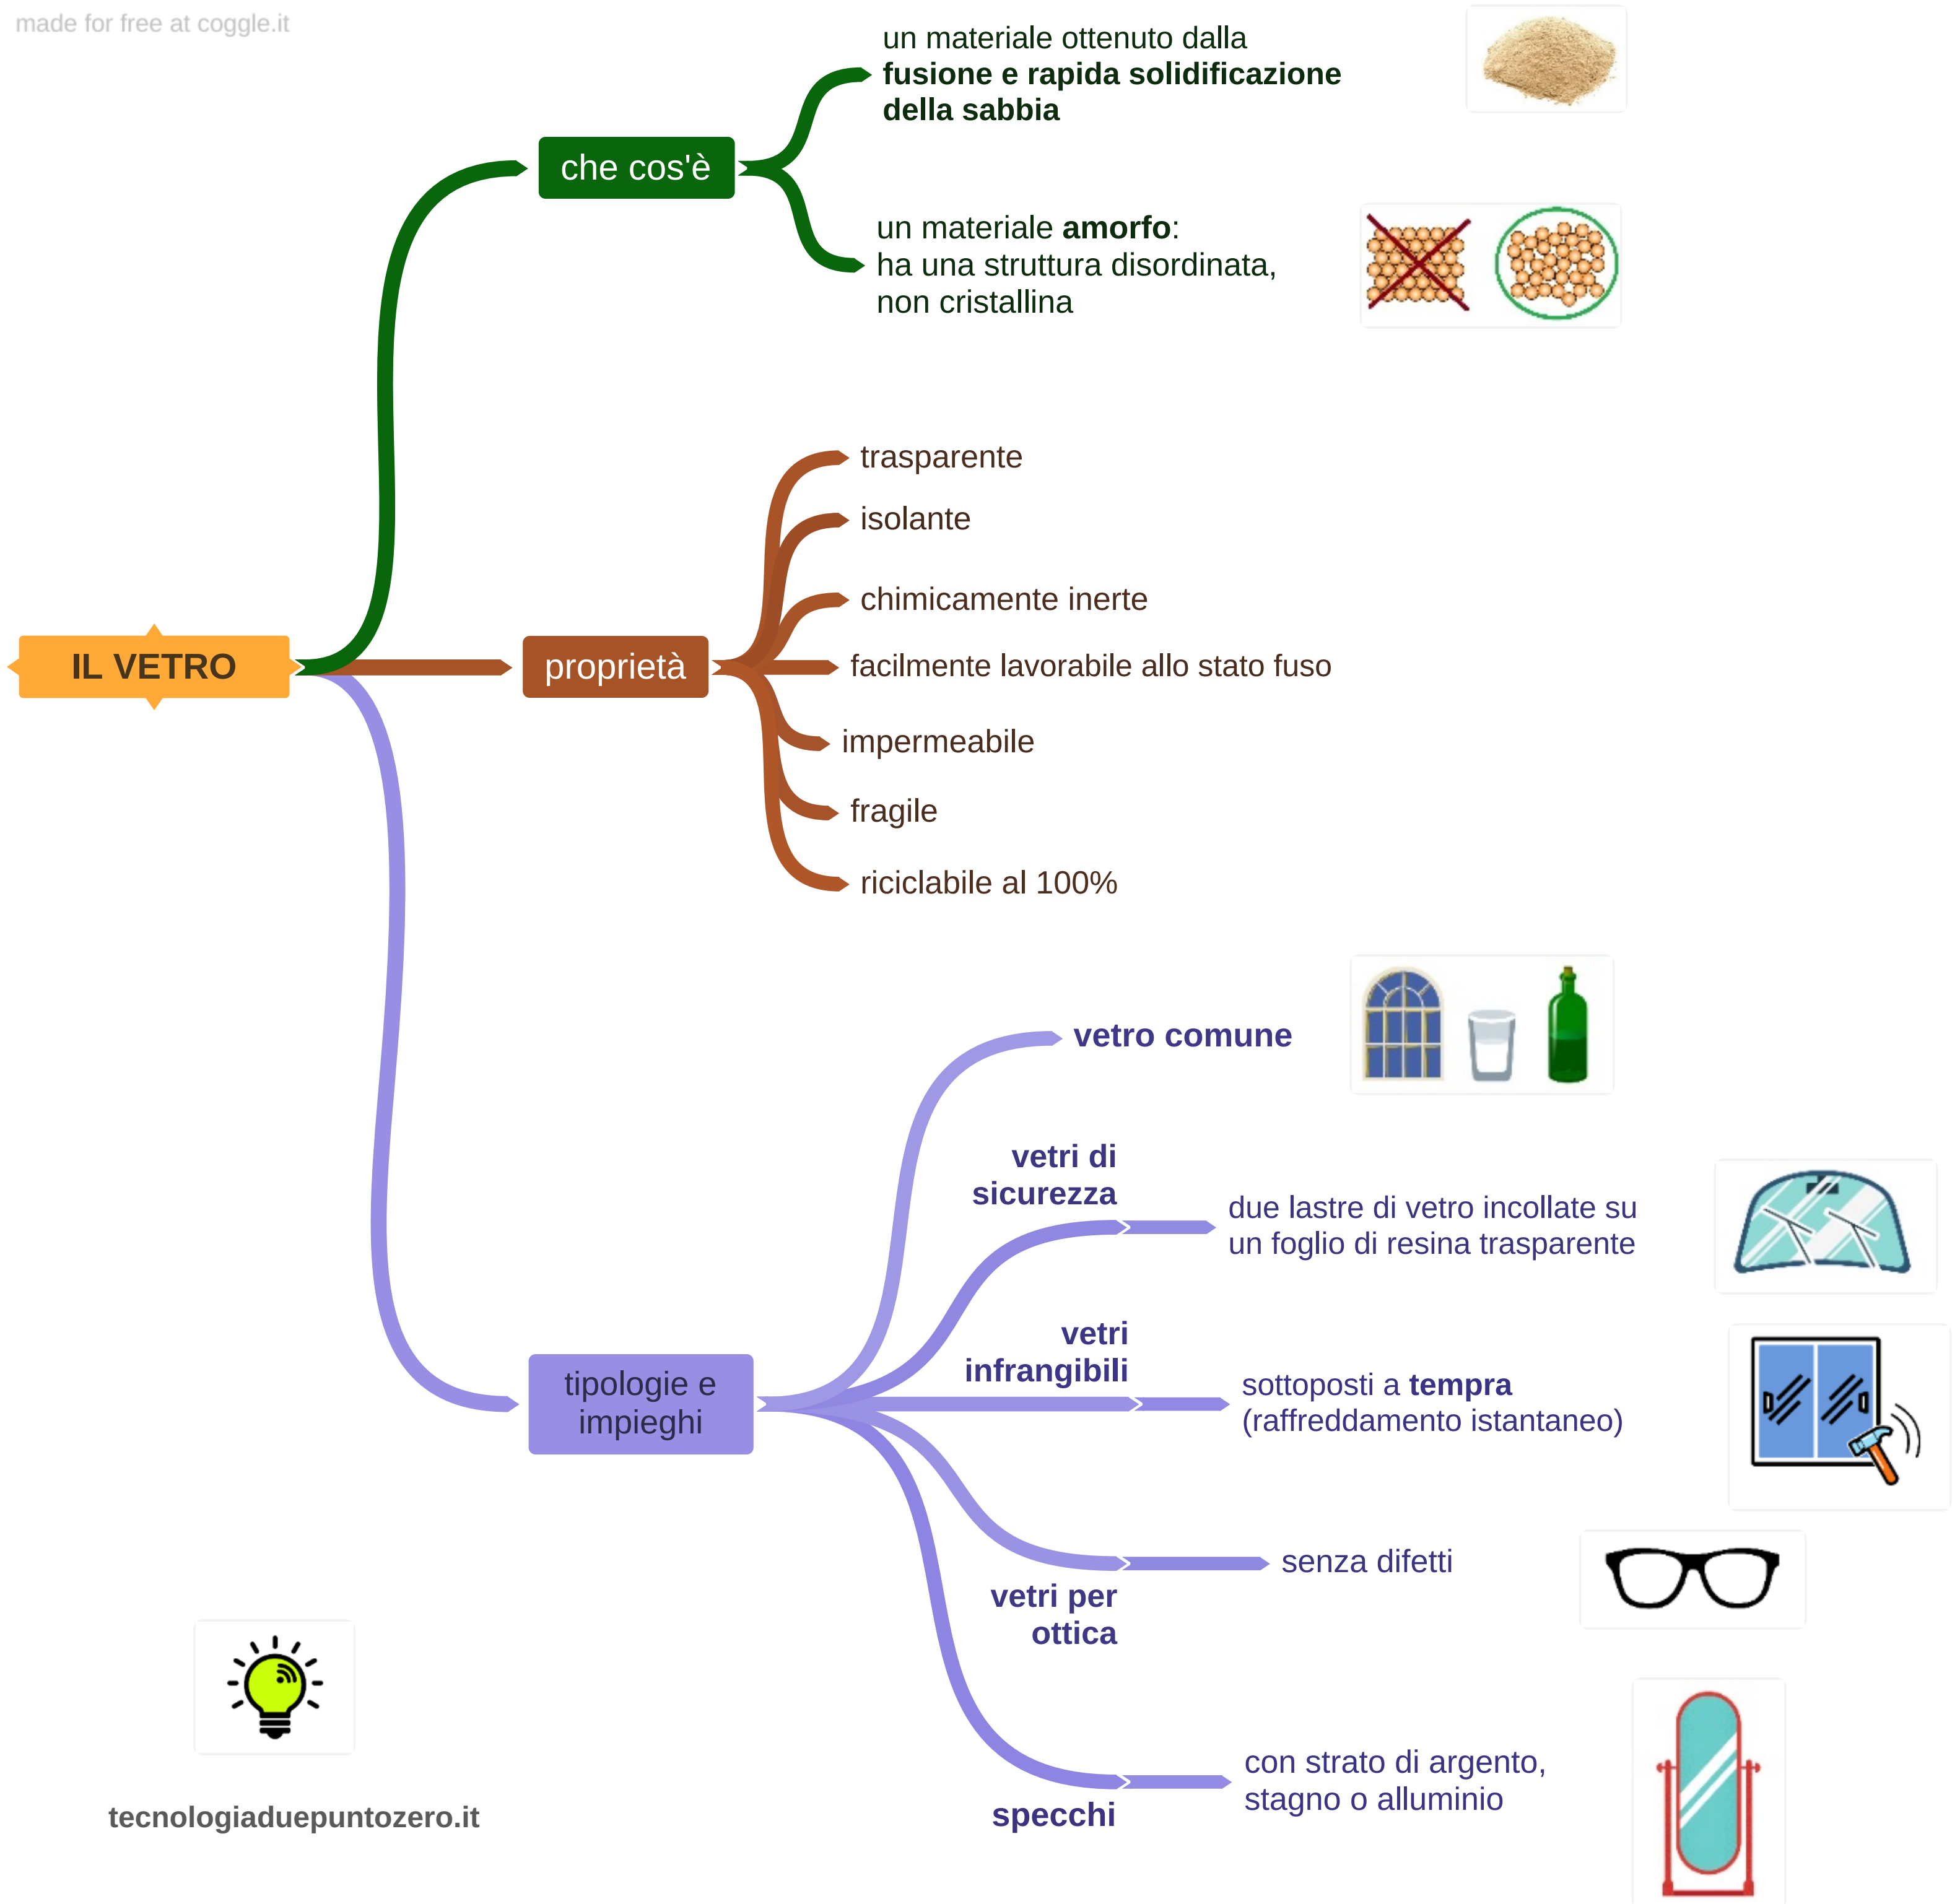 made for free at coggle.it
un materiale ottenuto dalla
fusione e rapida solidificazione
della sabbia
che cos'è
un materiale amorfo:
ha una struttura disordinata,
non cristallina
trasparente
isolante
chimicamente inerte
IL VETRO
proprietà
facilmente lavorabile allo stato fuso
impermeabile
fragile
riciclabile al 100%
vetro comune
vetri di
sicurezza
due lastre di vetro incollate su
un foglio di resina trasparente
vetri
infrangibili
tipologie e
impieghi
sottoposti a tempra
(raffreddamento istantaneo)
senza difetti
vetri per
ottica
con strato di argento,
stagno o alluminio
specchi
tecnologiaduepuntozero.it